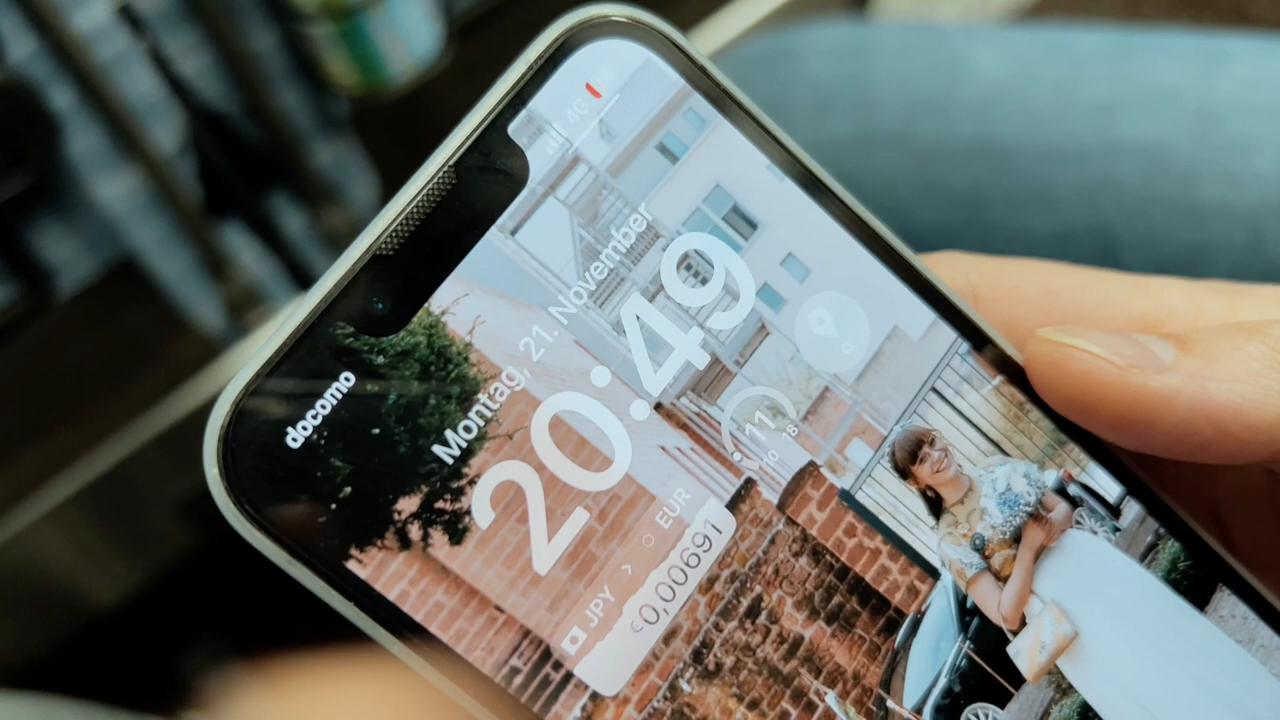 docomo
4G
Montag, 21. November
20:49
JPY > EUR
€0,00691
11
10 18